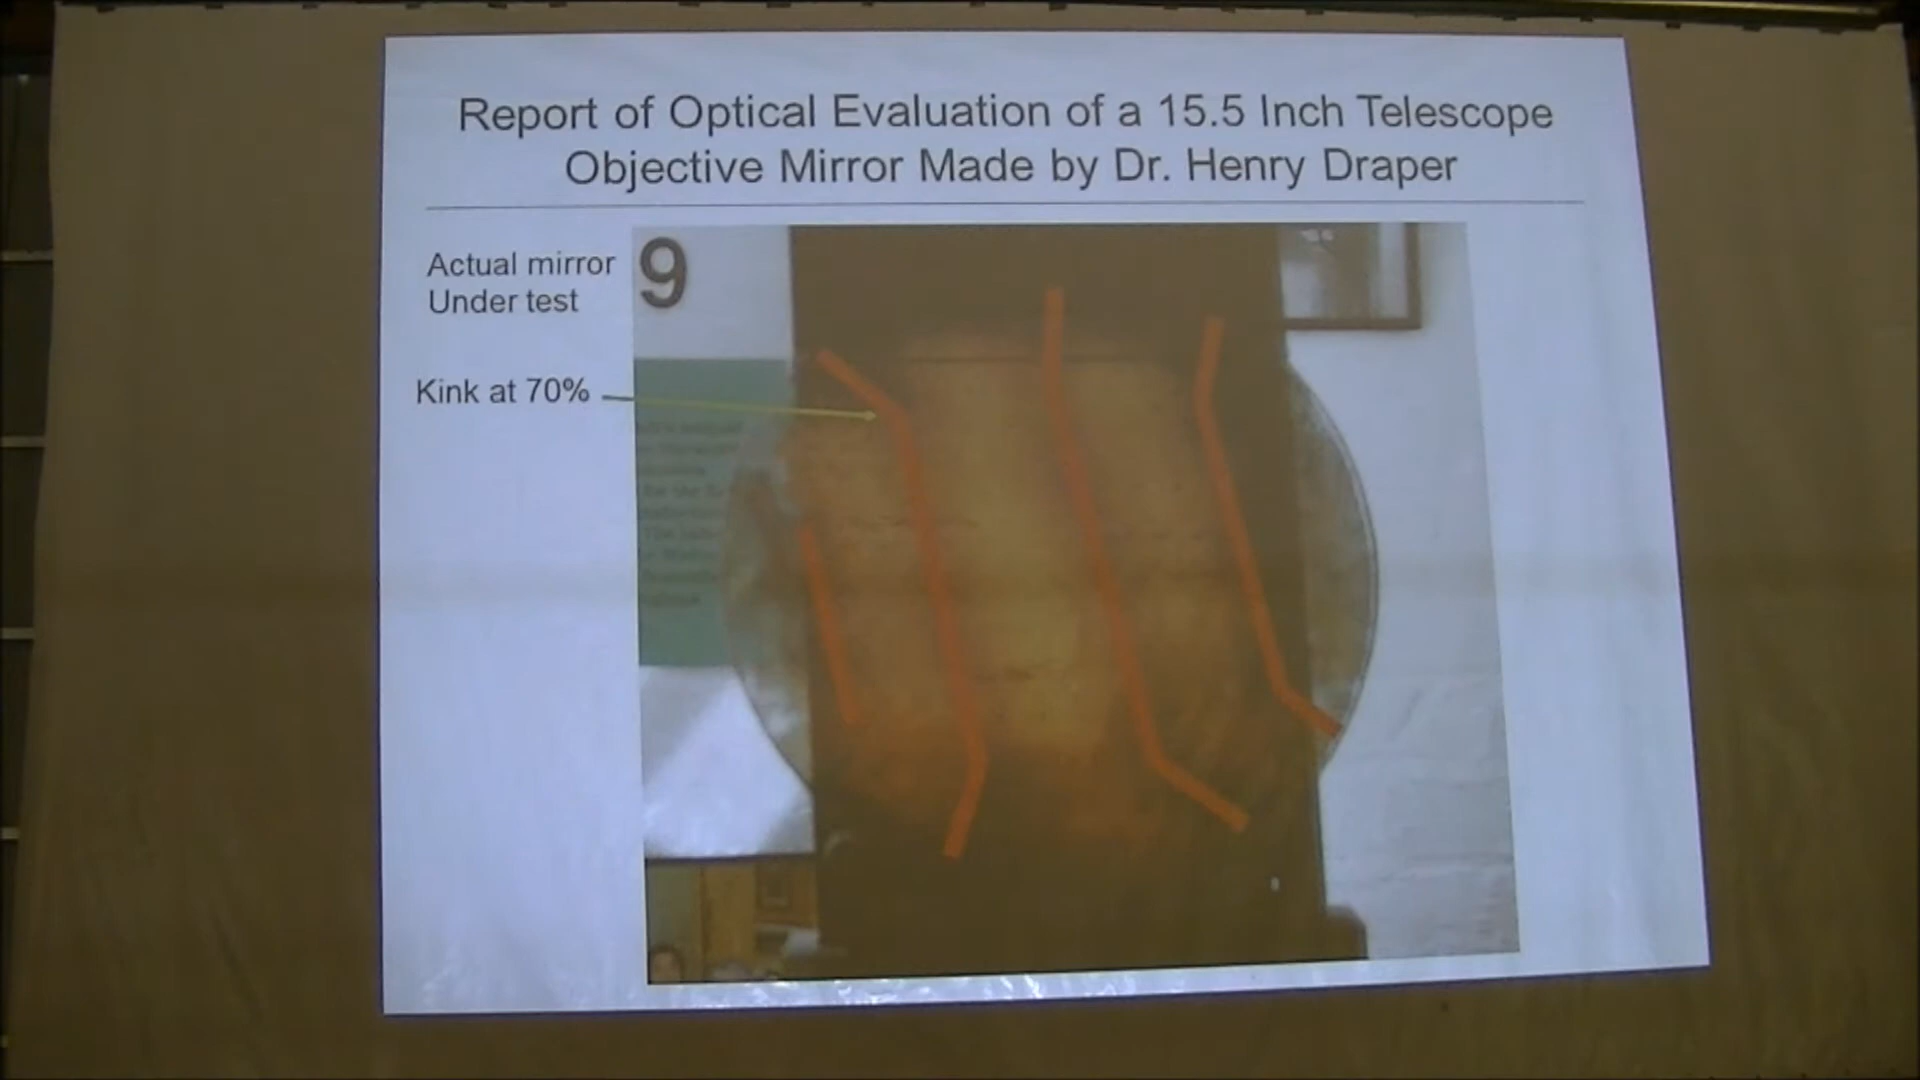 Report of Optical Evaluation of a 15.5 Inch Telescope
Objective Mirror Made by Dr. Henry Draper
Actual mirror
Under test
9
Kink at 70%